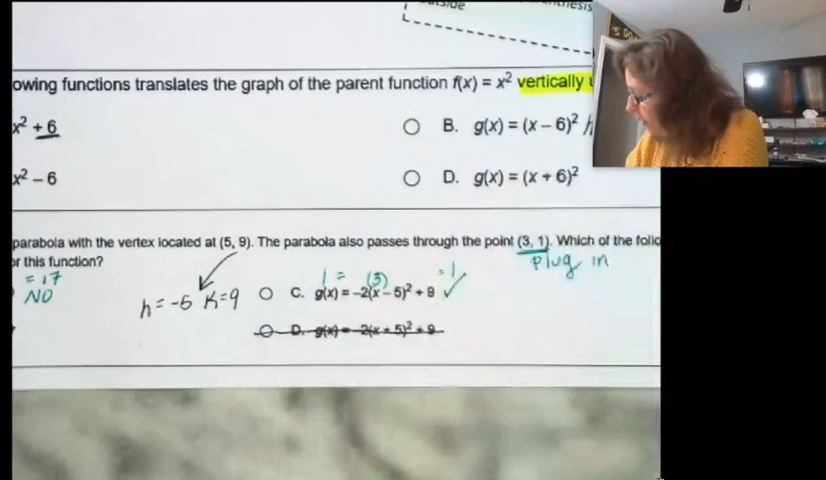 owing functions translates the graph of the parent function f(x) = x² vertically
x² + 6
B. g(x) = (x – 6)² h
x² – 6
D. g(x) = (x + 6)²
parabola with the vertex located at (5, 9). The parabola also passes through the point (3, 1). Which of the follo
or this function?
Plug in
= 17
NO
h = -5 K = 9
1 = (3) = 1 ✓
C. g(x) = –2(x – 5)² + 9
D. g(x) = –2(x + 5)² + 9